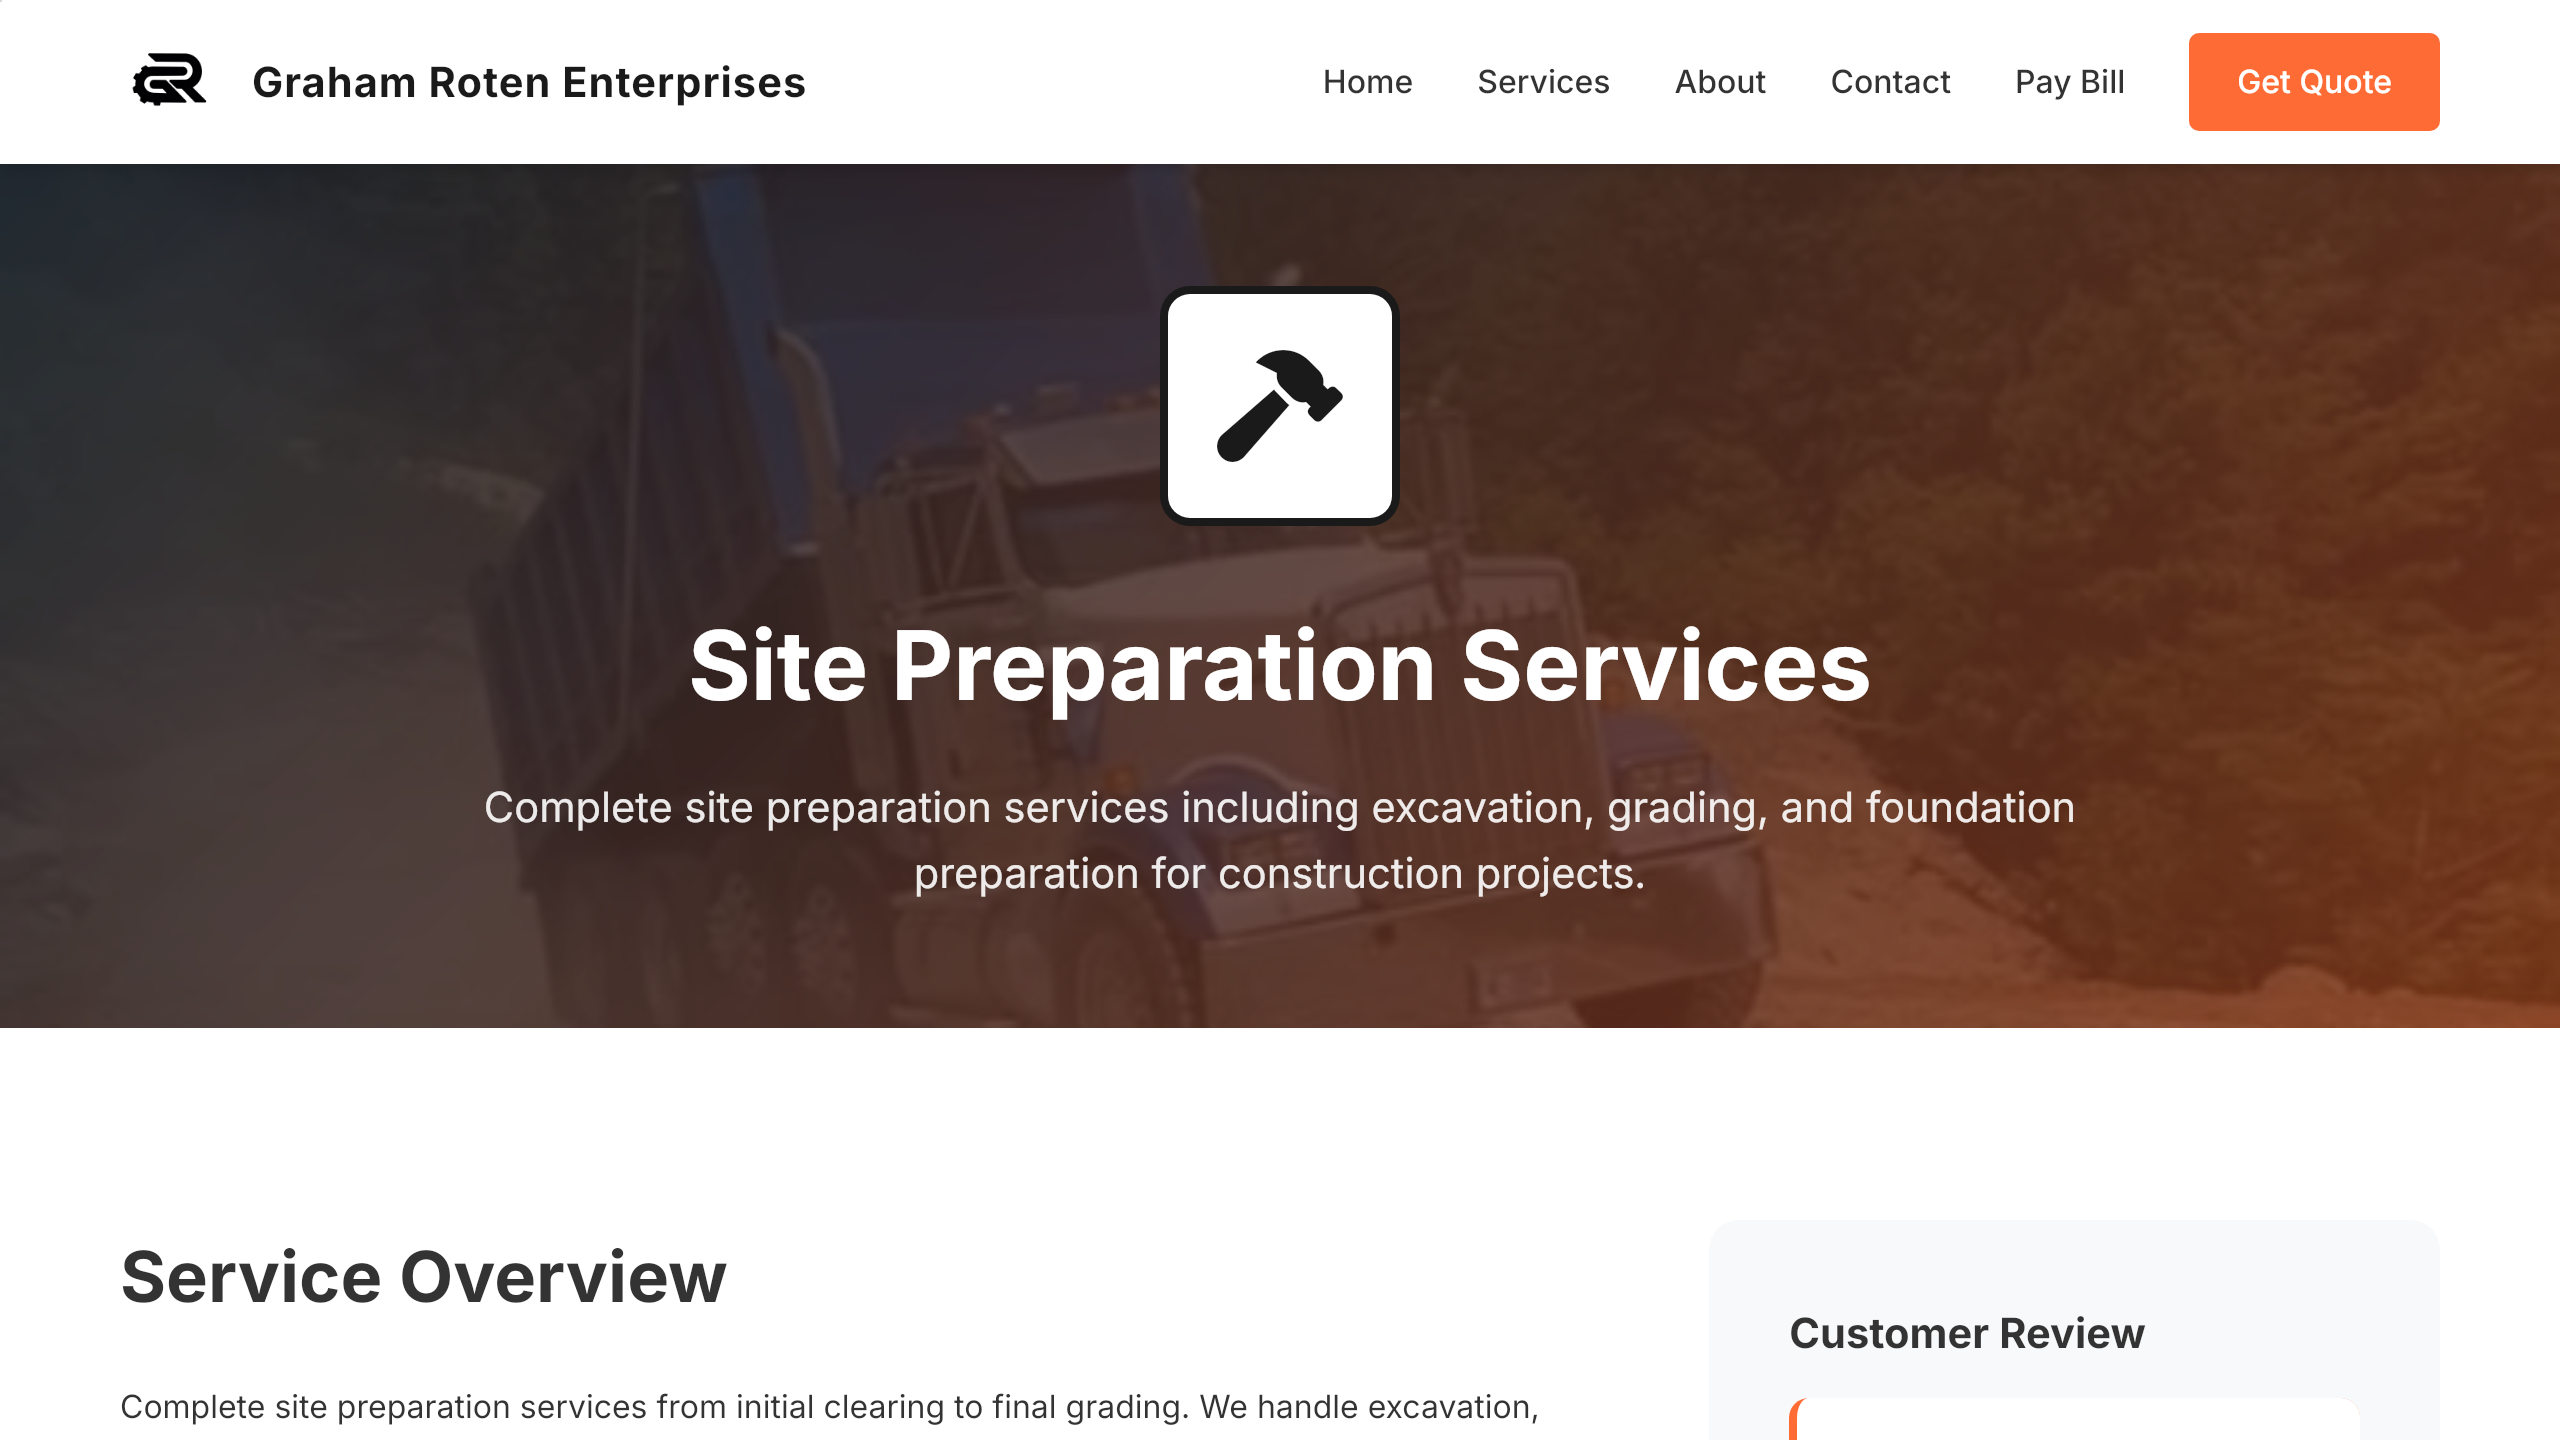 GR
Graham Roten Enterprises
Home
Services
About
Contact
Pay Bill
Get Quote
Site Preparation Services
Complete site preparation services including excavation, grading, and foundation
preparation for construction projects.
Service Overview
Complete site preparation services from initial clearing to final grading. We handle excavation,
Customer Review